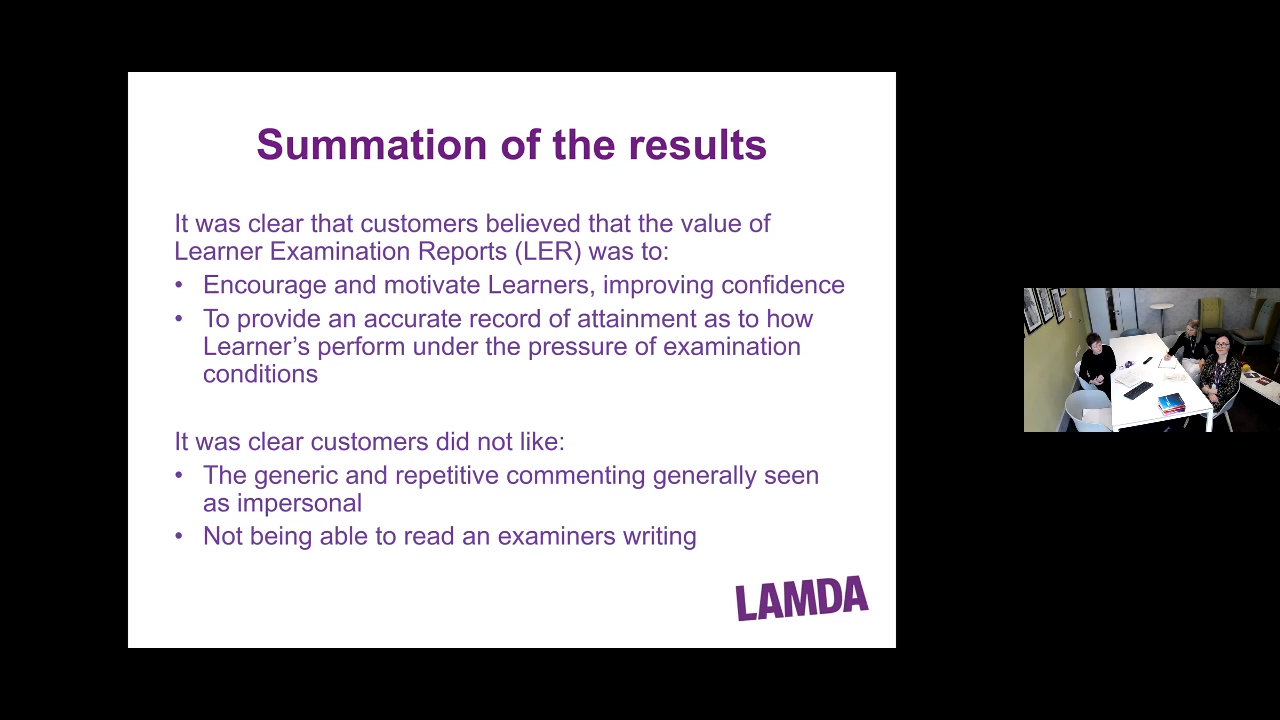 Summation of the results
It was clear that customers believed that the value of
Learner Examination Reports (LER) was to:
• Encourage and motivate Learners, improving confidence
• To provide an accurate record of attainment as to how
Learner’s perform under the pressure of examination
conditions
It was clear customers did not like:
• The generic and repetitive commenting generally seen
as impersonal
• Not being able to read an examiners writing
LAMDA